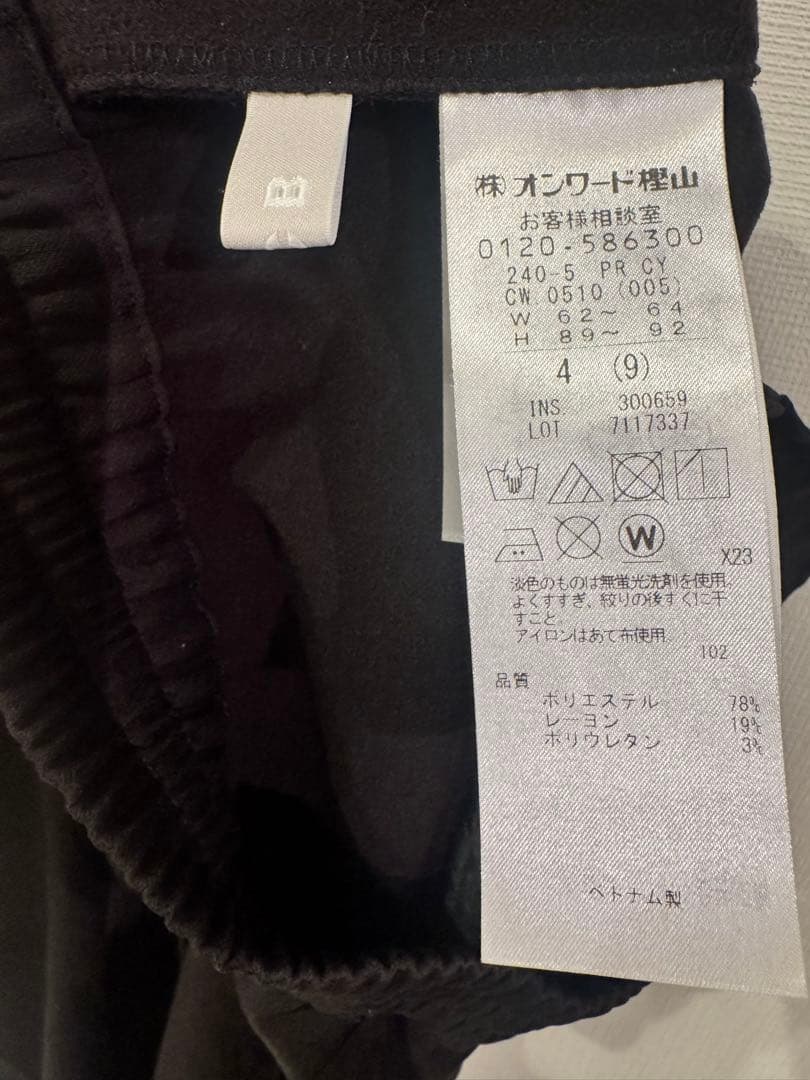 (株)オンワード樫山
お客様相談室
0120-586300
240-5 PR CY
CW 0510 (005)
W 62〜 64
H 89〜 92
4 (9)
INS. 300659
LOT 7117337
W
X23
淡色のものは無蛍光洗剤を使用。
よくすすぎ、絞りの後すぐに干
すこと。
アイロンはあて布使用
102
品質
ポリエステル 78%
レーヨン 19%
ポリウレタン 3%
ベトナム製